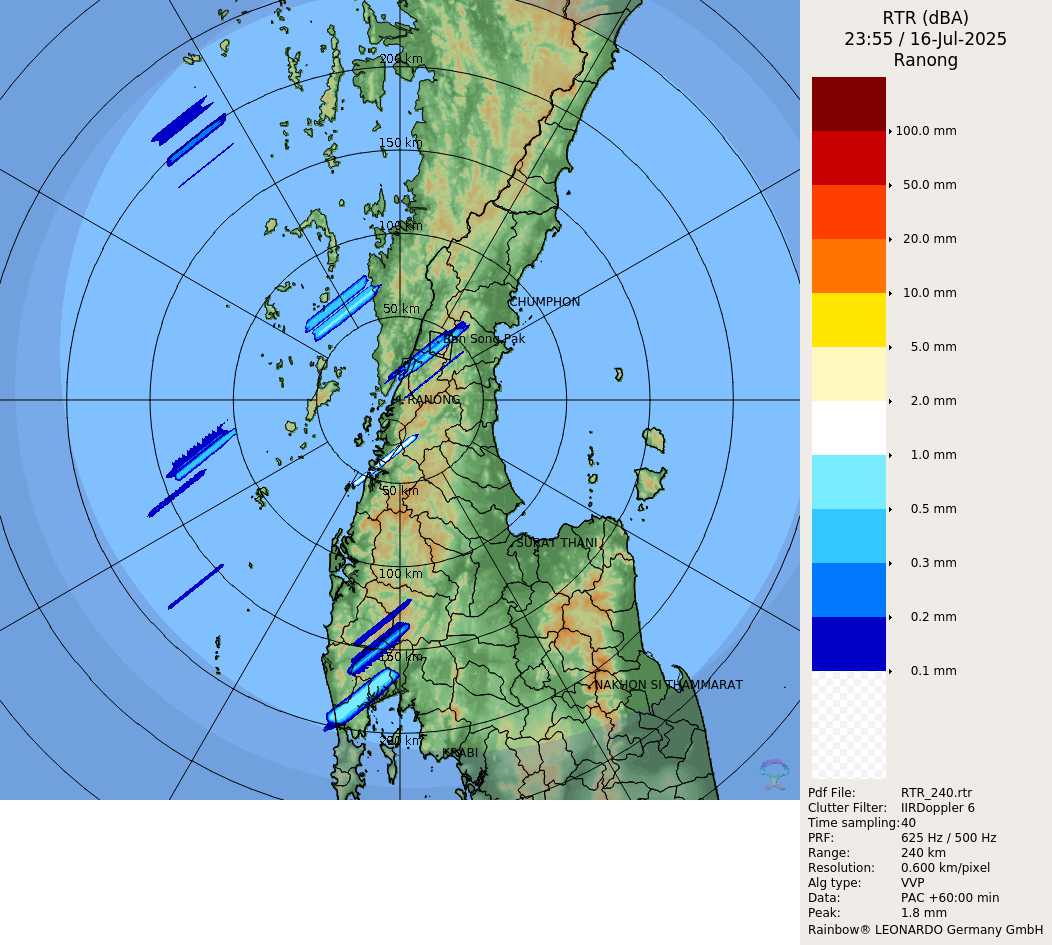 RTR (dBA)
23:55 / 16-Jul-2025
Ranong
100.0 mm
50.0 mm
20.0 mm
10.0 mm
5.0 mm
2.0 mm
1.0 mm
0.5 mm
0.3 mm
0.2 mm
0.1 mm
200 km
150 km
100 km
50 km
CHUMPHON
Ban Song Pak
RANONG
50 km
SURAT THANI
100 km
150 km
NAKHON SI THAMMARAT
200 km
KRABI
Pdf File: RTR_240.rtr
Clutter Filter: IIRDoppler 6
Time sampling: 40
PRF: 625 Hz / 500 Hz
Range: 240 km
Resolution: 0.600 km/pixel
Alg type: VVP
Data: PAC +60:00 min
Peak: 1.8 mm
Rainbow® LEONARDO Germany GmbH